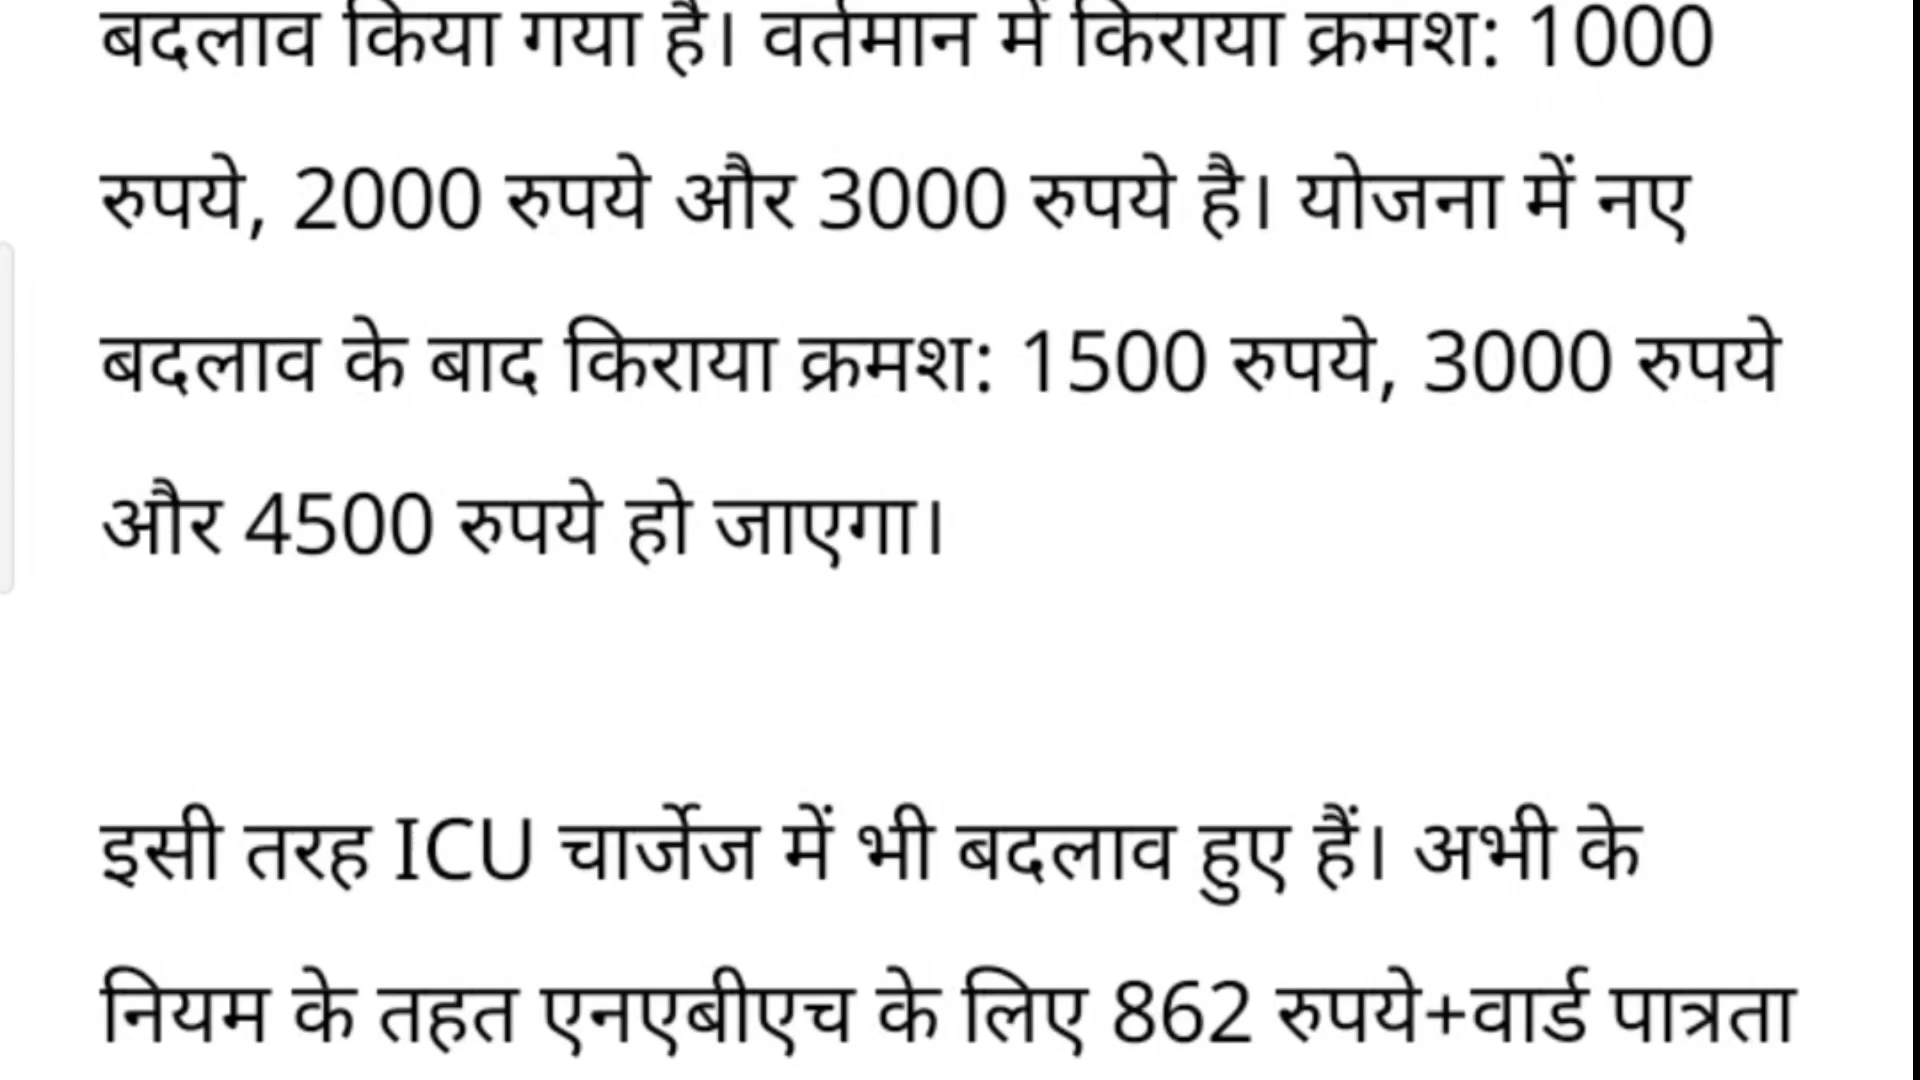 बदलाव किया गया है। वर्तमान में किराया क्रमश: 1000
रुपये, 2000 रुपये और 3000 रुपये है। योजना में नए
बदलाव के बाद किराया क्रमश: 1500 रुपये, 3000 रुपये
और 4500 रुपये हो जाएगा।
इसी तरह ICU चार्जेज में भी बदलाव हुए हैं। अभी के
नियम के तहत एनएबीएच के लिए 862 रुपये+वार्ड पात्रता